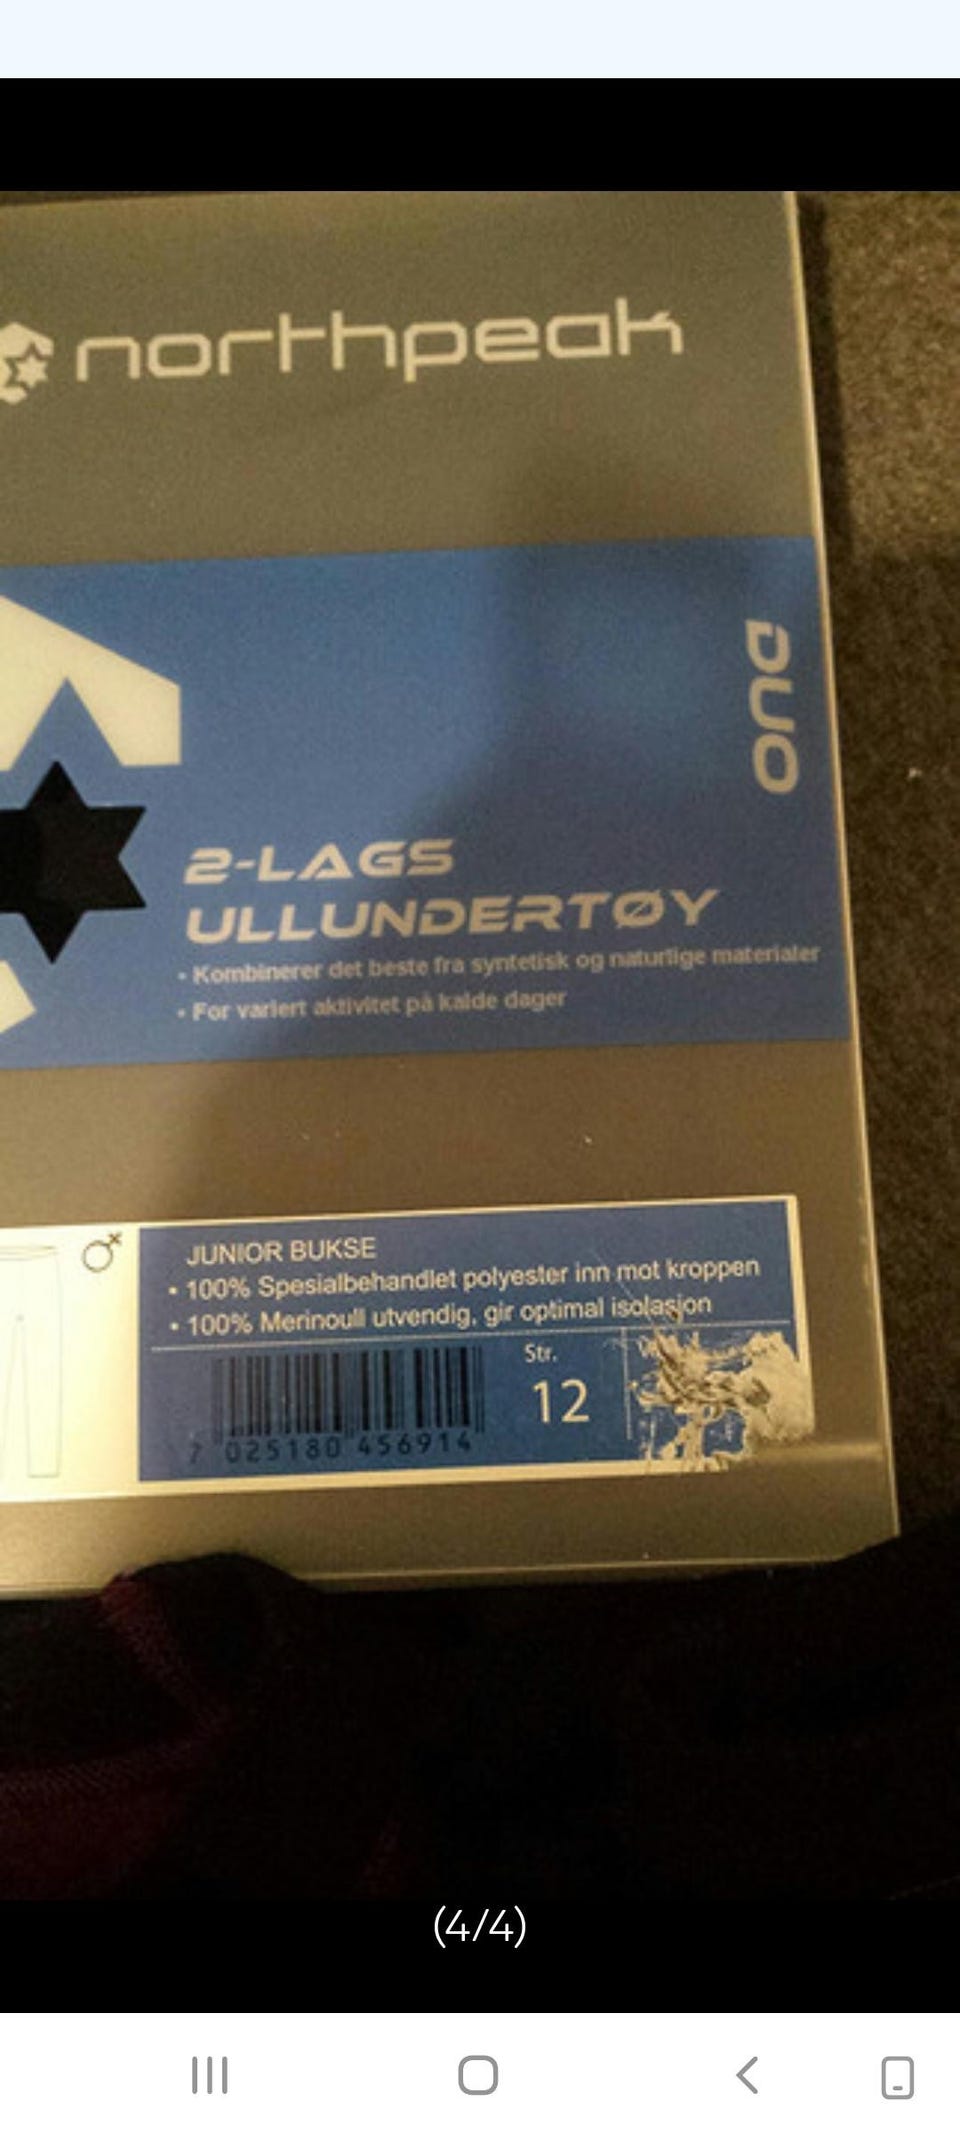 northpeak
DUO
2-LAGS
ULLUNDERTØY
• Kombinerer det beste fra syntetisk og naturlige materialer
• For variert aktivitet på kalde dager
JUNIOR BUKSE
• 100% Spesialbehandlet polyester inn mot kroppen
• 100% Merinoull utvendig, gir optimal isolasjon
Str.
12
7 025180 456914
(4/4)